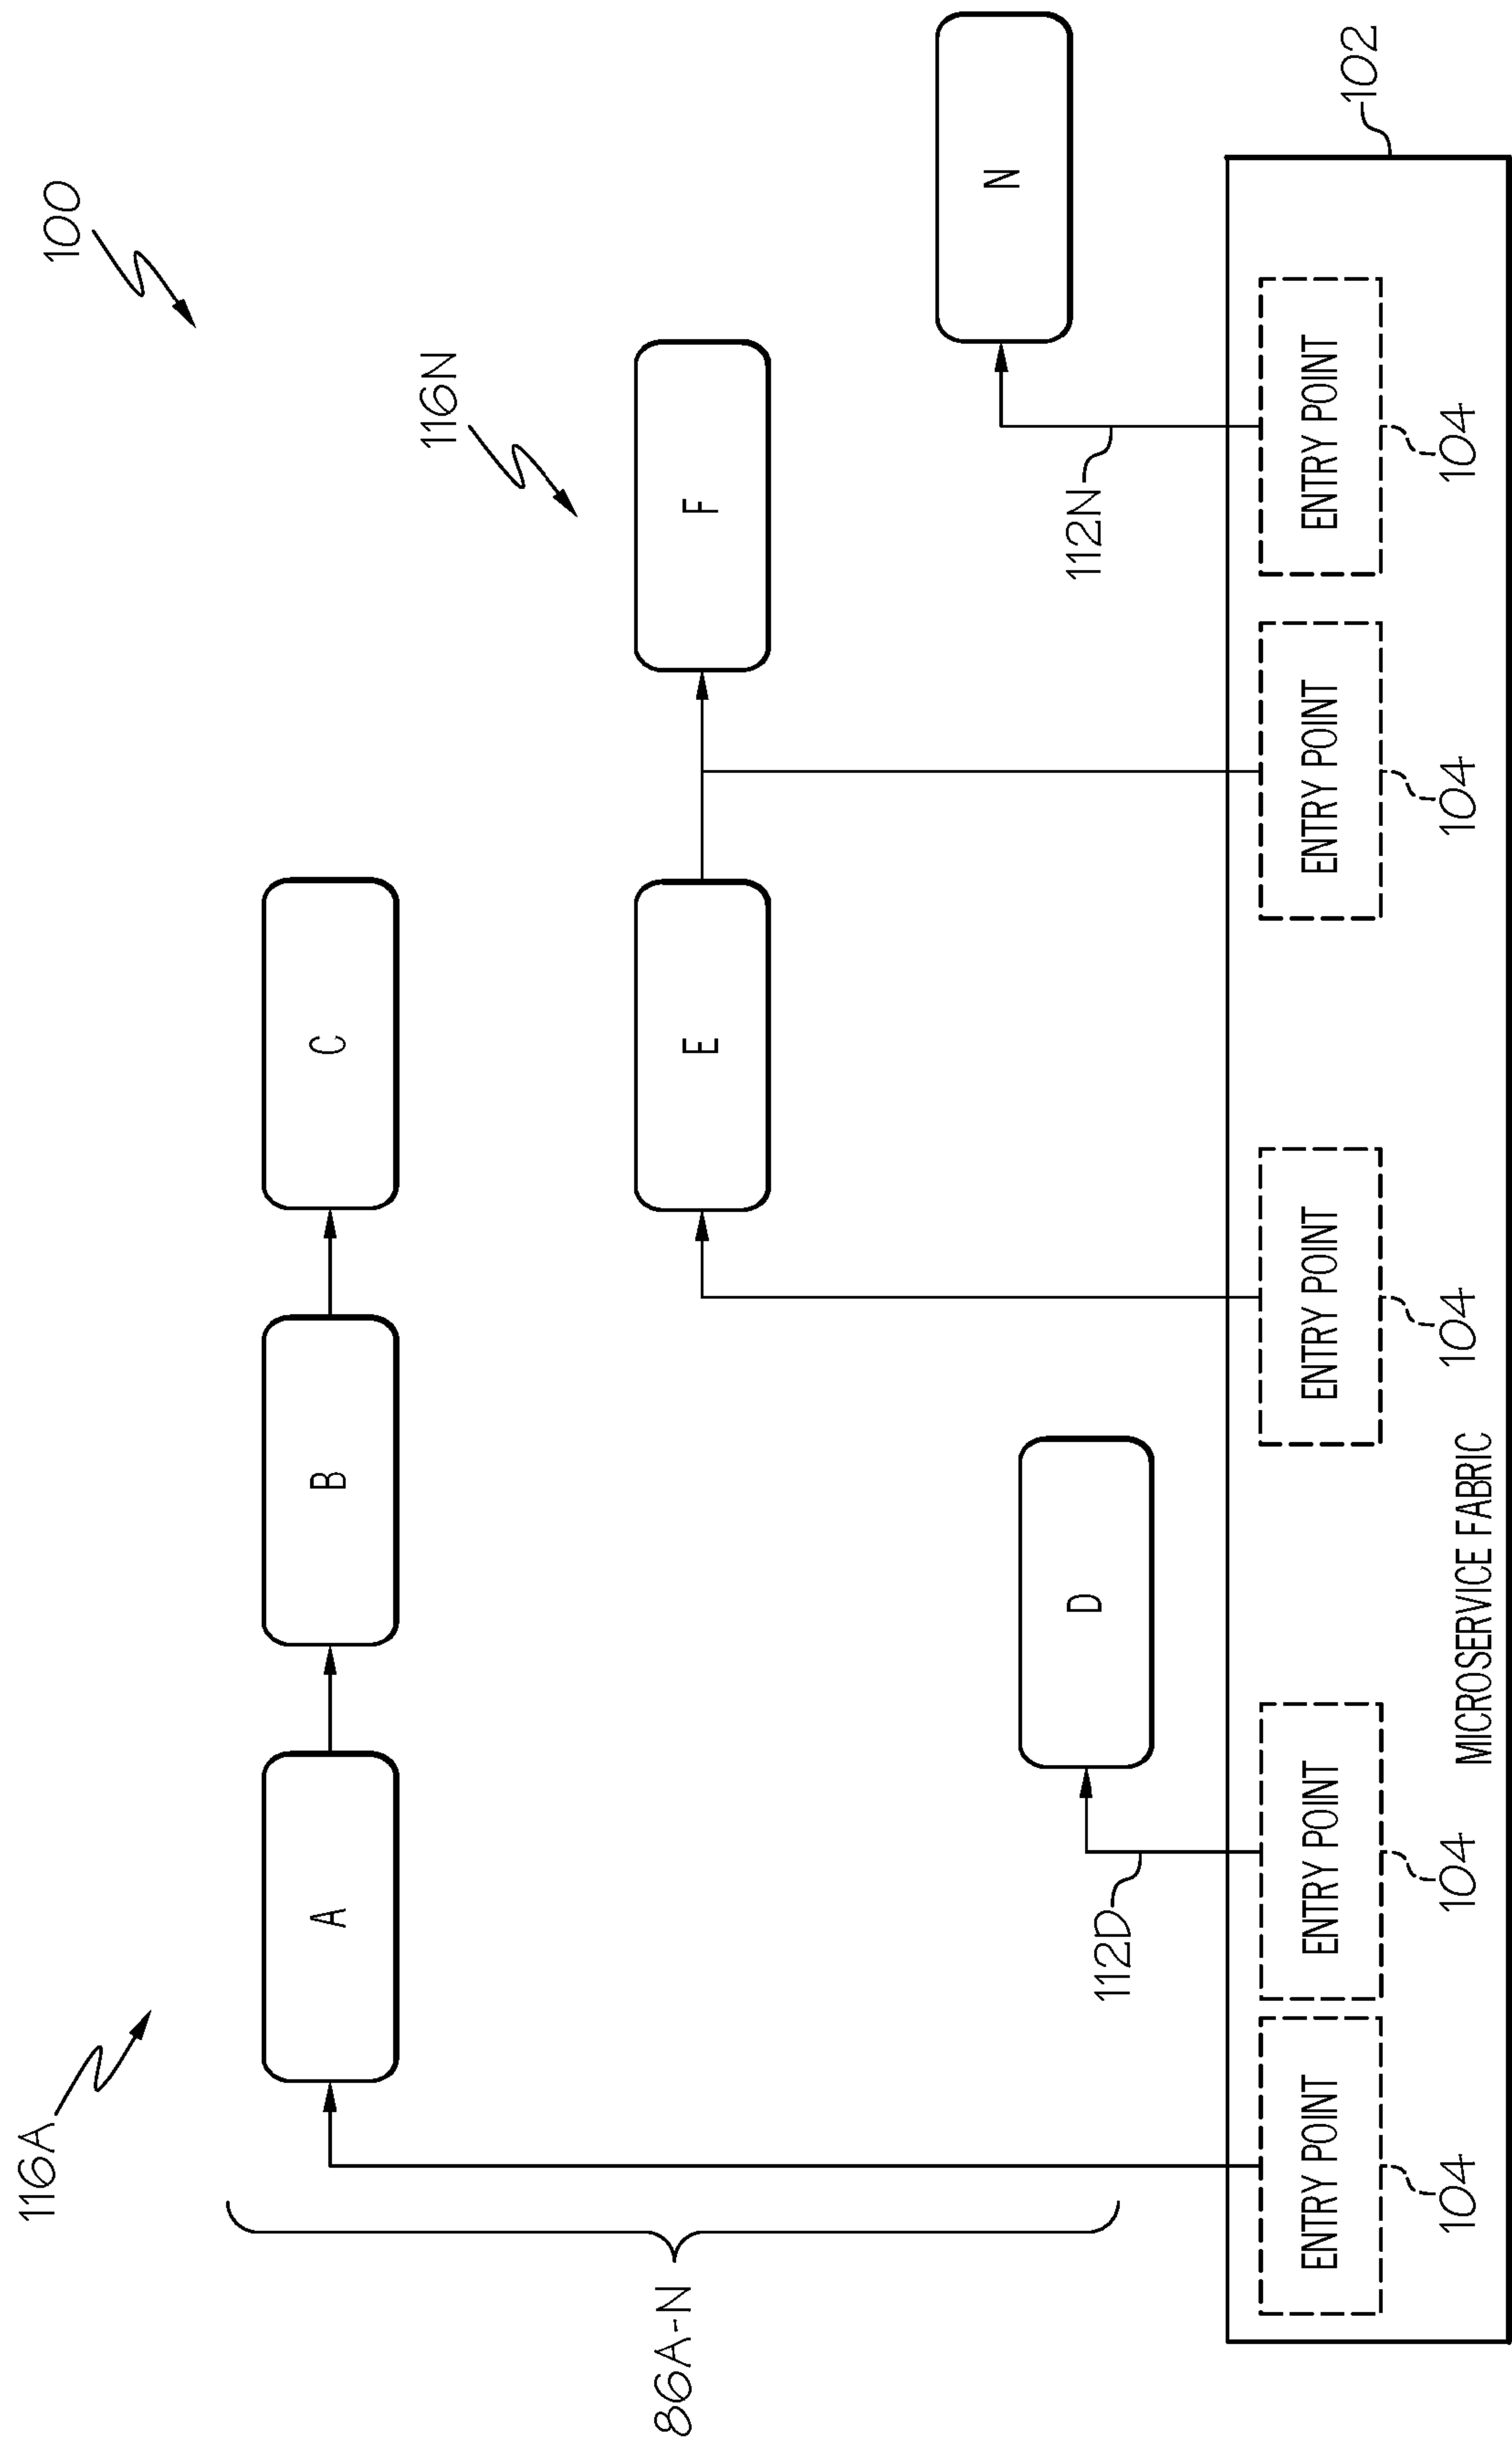 100
116A
116N
A
B
C
E
F
N
D
86A-N
112D
112N
102
ENTRY POINT
ENTRY POINT
ENTRY POINT
ENTRY POINT
ENTRY POINT
104
104
104
104
104
MICROSERVICE FABRIC